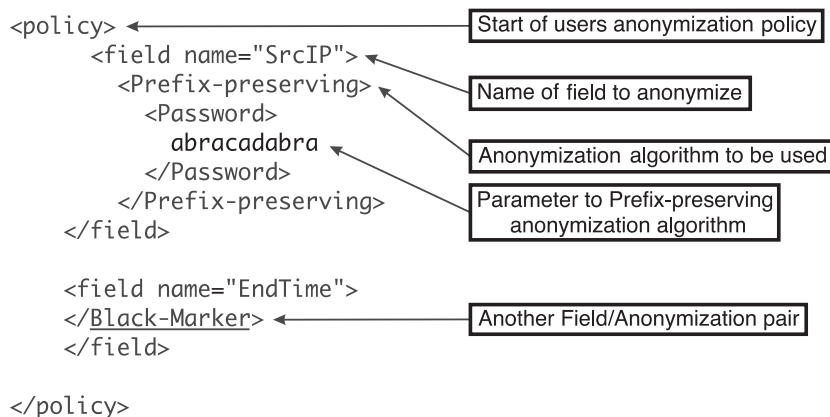 <policy>
Start of users anonymization policy
<field name="SrcIP">
<Prefix-preserving>
Name of field to anonymize
<Password>
abracadabra
Anonymization algorithm to be used
</Password>
</Prefix-preserving>
Parameter to Prefix-preserving
anonymization algorithm
</field>
<field name="EndTime">
</Black-Marker>
Another Field/Anonymization pair
</field>
</policy>